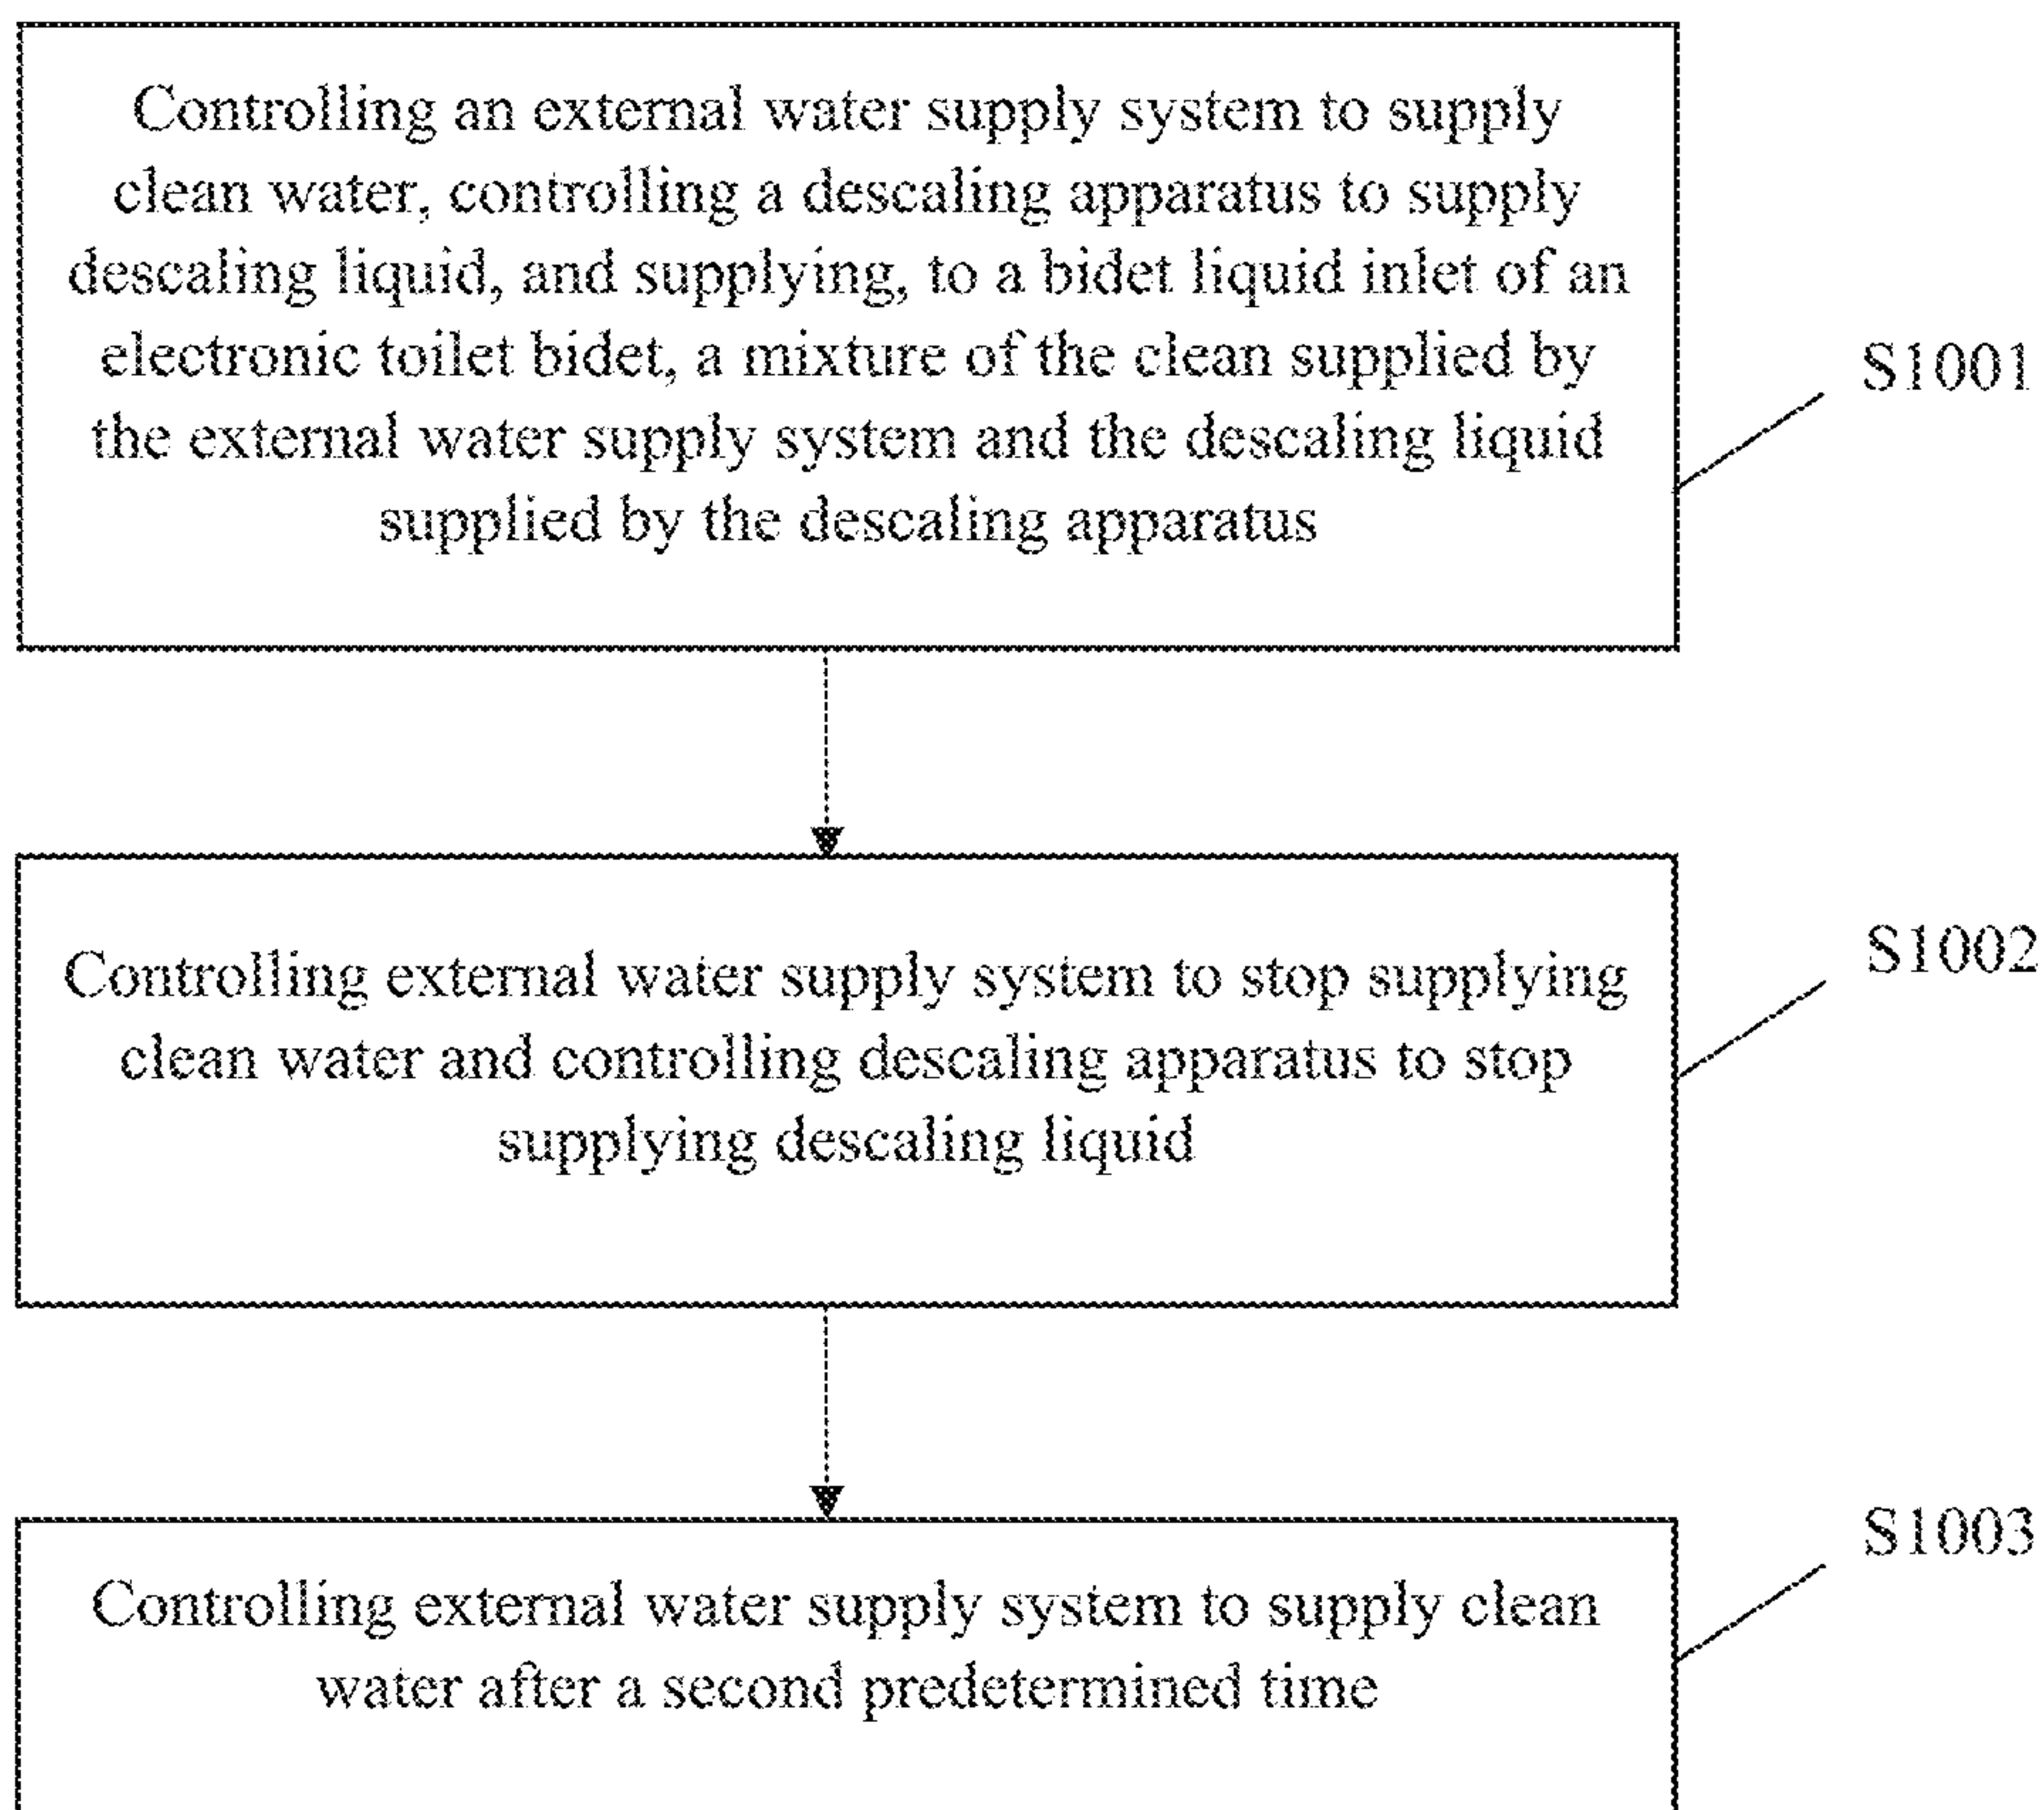 Controlling an external water supply system to supply
clean water, controlling a descaling apparatus to supply
descaling liquid, and supplying, to a bidet liquid inlet of an
electronic toilet bidet, a mixture of the clean supplied by
the external water supply system and the descaling liquid
supplied by the descaling apparatus
S1001
Controlling external water supply system to stop supplying
clean water and controlling descaling apparatus to stop
supplying descaling liquid
S1002
Controlling external water supply system to supply clean
water after a second predetermined time
S1003